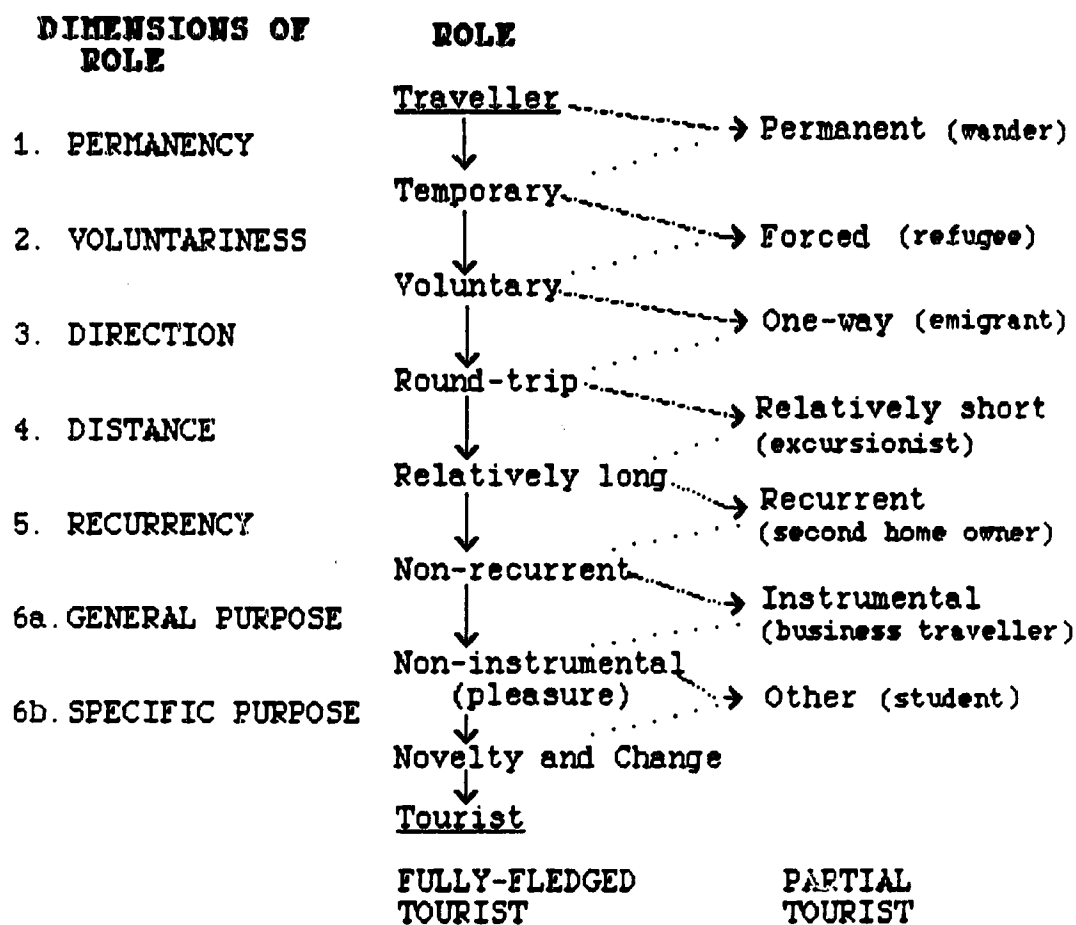 DIMENSIONS OF ROLE
ROLE
Traveller
1. PERMANENCY
Permanent (wander)
Temporary
2. VOLUNTARINESS
Forced (refugee)
Voluntary
3. DIRECTION
One-way (emigrant)
Round-trip
4. DISTANCE
Relatively short
(excursionist)
Relatively long
5. RECURRENCY
Recurrent
(second home owner)
Non-recurrent
6a. GENERAL PURPOSE
Instrumental
(business traveller)
Non-instrumental
(pleasure)
6b. SPECIFIC PURPOSE
Other (student)
Novelty and Change
Tourist
FULLY-FLEDGED
TOURIST
PARTIAL
TOURIST